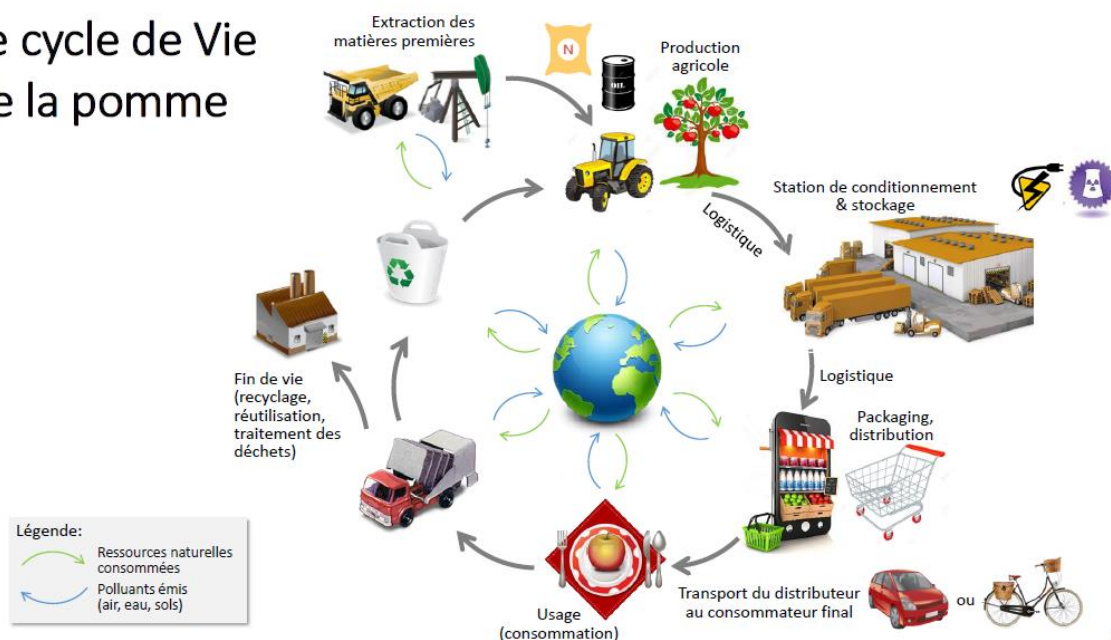 e cycle de Vie
e la pomme
Extraction des
matières premières
N
OIL
Production
agricole
Logistique
Station de conditionnement
& stockage
Logistique
Packaging,
distribution
Transport du distributeur
au consommateur final
ou
Usage
(consommation)
Fin de vie
(recyclage,
réutilisation,
traitement des
déchets)
Légende:
Ressources naturelles
consommées
Polluants émis
(air, eau, sols)